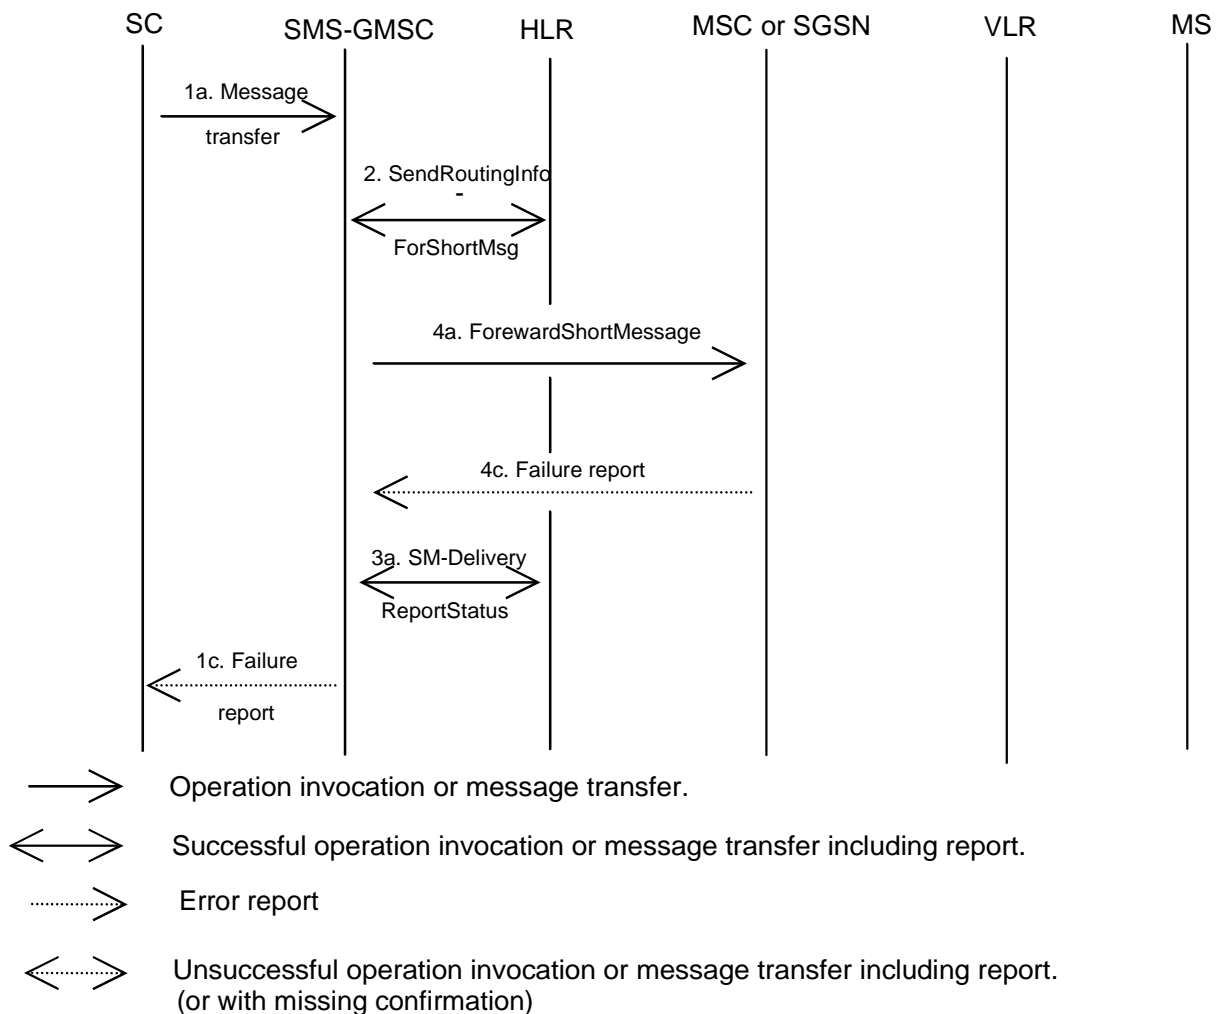 SC SMS-GMSC HLR MSC or SGSN VLR MS
1a. Message
transfer
2. SendRoutingInfo
-
ForShortMsg
4a. ForewardShortMessage
4c. Failure report
3a. SM-Delivery
ReportStatus
1c. Failure
report
Operation invocation or message transfer.
Successful operation invocation or message transfer including report.
Error report
Unsuccessful operation invocation or message transfer including report.
(or with missing confirmation)